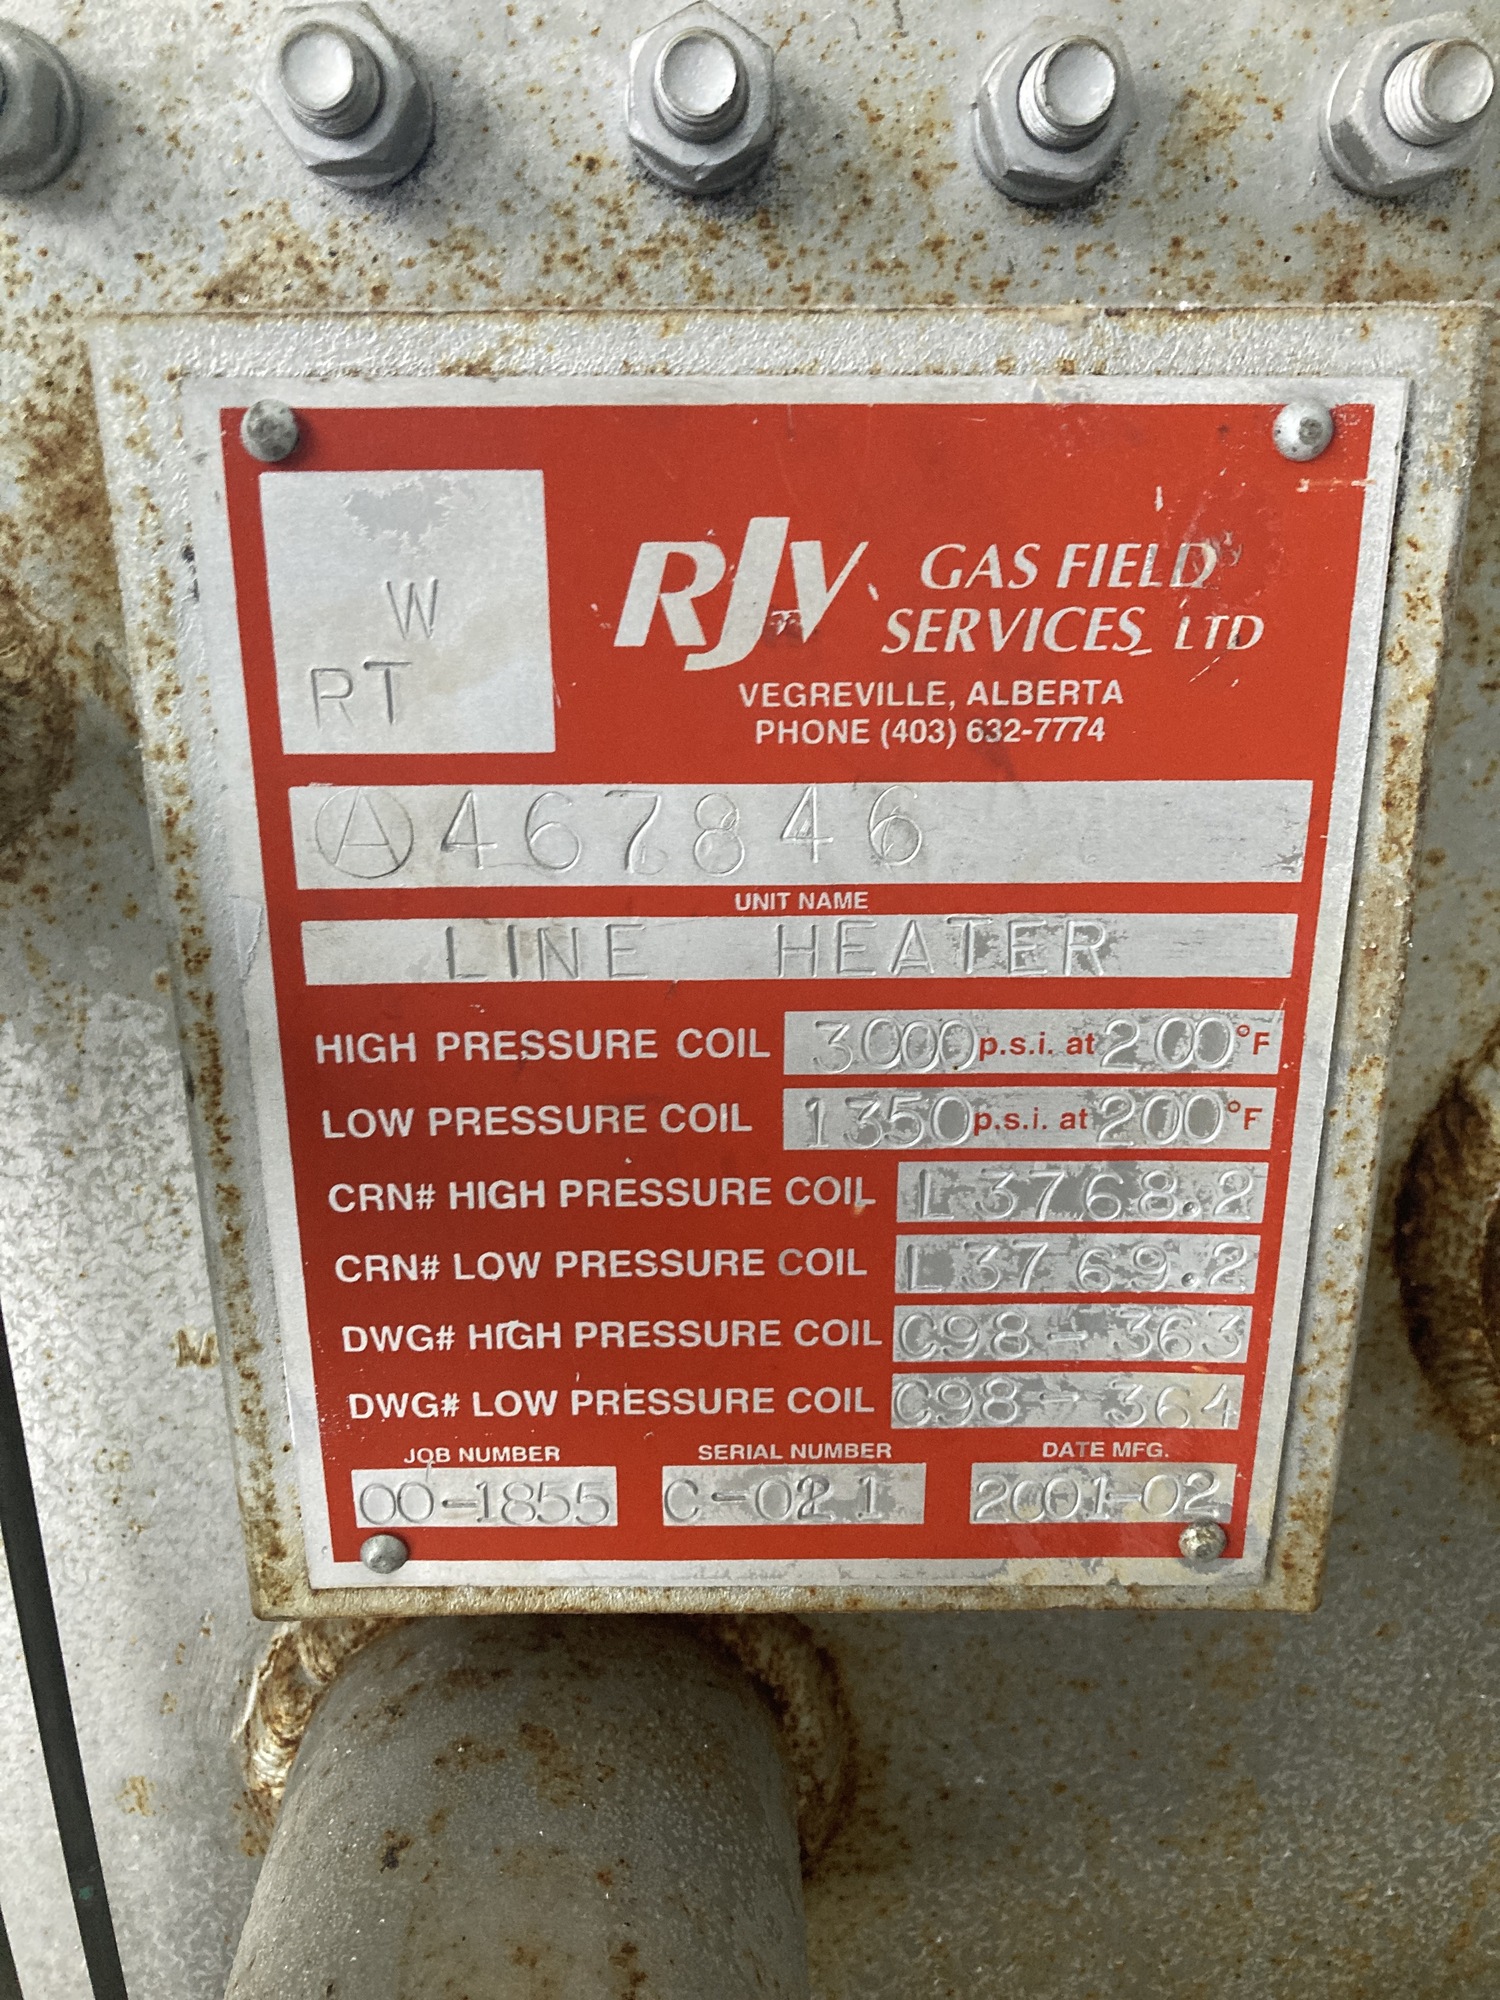 W
RT
RJV GAS FIELD
SERVICES LTD
VEGREVILLE, ALBERTA
PHONE (403) 632-7774
Ⓐ467846
UNIT NAME
LINE HEATER
HIGH PRESSURE COIL 3000 p.s.i. at 200 °F
LOW PRESSURE COIL 1350 p.s.i. at 200 °F
CRN# HIGH PRESSURE COIL L3768.2
CRN# LOW PRESSURE COIL L3769.2
DWG# HIGH PRESSURE COIL C98-363
DWG# LOW PRESSURE COIL C98-364
JOB NUMBER SERIAL NUMBER DATE MFG.
00-1855 C-021 2001-02